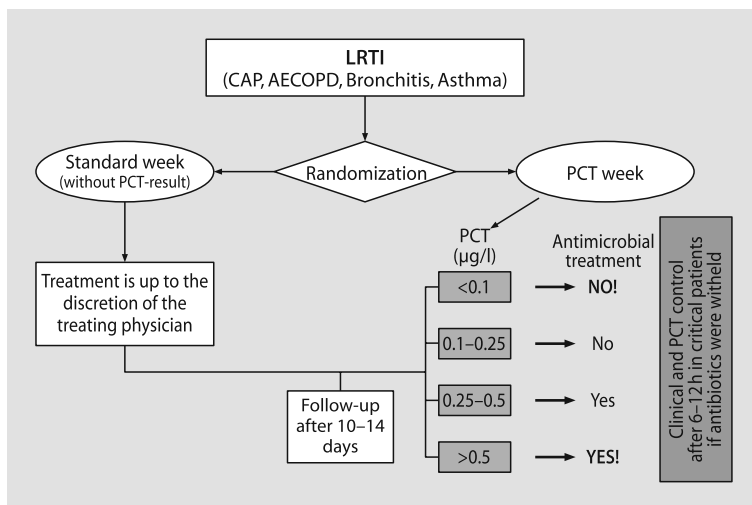 LRTI
(CAP, AECOPD, Bronchitis, Asthma)
Standard week
(without PCT-result)
Randomization
PCT week
Treatment is up to the
discretion of the
treating physician
PCT
(µg/l)
Antimicrobial
treatment
<0.1
NO!
0.1–0.25
No
0.25–0.5
Yes
>0.5
YES!
Follow-up
after 10–14
days
Clinical and PCT control
after 6–12 h in critical patients
if antibiotics were witheld